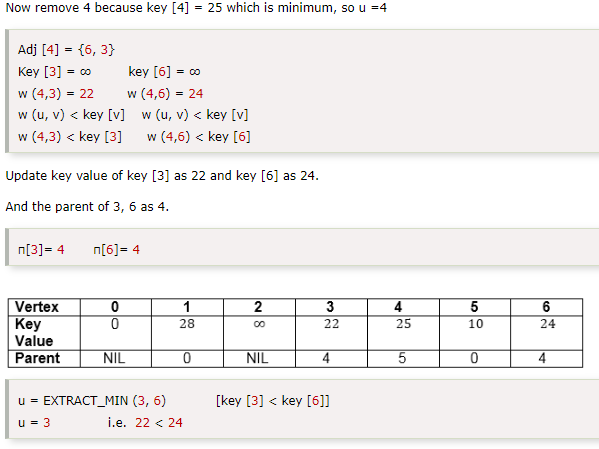 Now remove 4 because key [4] = 25 which is minimum, so u =4
Adj [4] = {6, 3}
Key [3] = ∞ key [6] = ∞
w (4,3) = 22 w (4,6) = 24
w (u, v) < key [v] w (u, v) < key [v]
w (4,3) < key [3] w (4,6) < key [6]
Update key value of key [3] as 22 and key [6] as 24.
And the parent of 3, 6 as 4.
π[3]= 4 π[6]= 4
Vertex 0 1 2 3 4 5 6
Key 0 28 ∞ 22 25 10 24
Value
Parent NIL 0 NIL 4 5 0 4
u = EXTRACT_MIN (3, 6) [key [3] < key [6]]
u = 3 i.e. 22 < 24